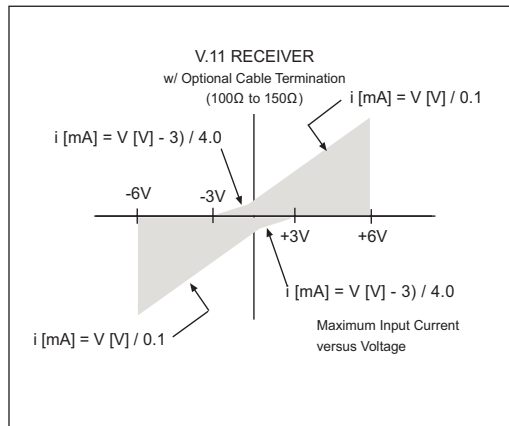 V.11 RECEIVER
w/ Optional Cable Termination
(100Ω to 150Ω)
i [mA] = V [V] / 0.1
i [mA] = V [V] - 3) / 4.0
-6V
-3V
+3V
+6V
i [mA] = V [V] - 3) / 4.0
i [mA] = V [V] / 0.1
Maximum Input Current
versus Voltage